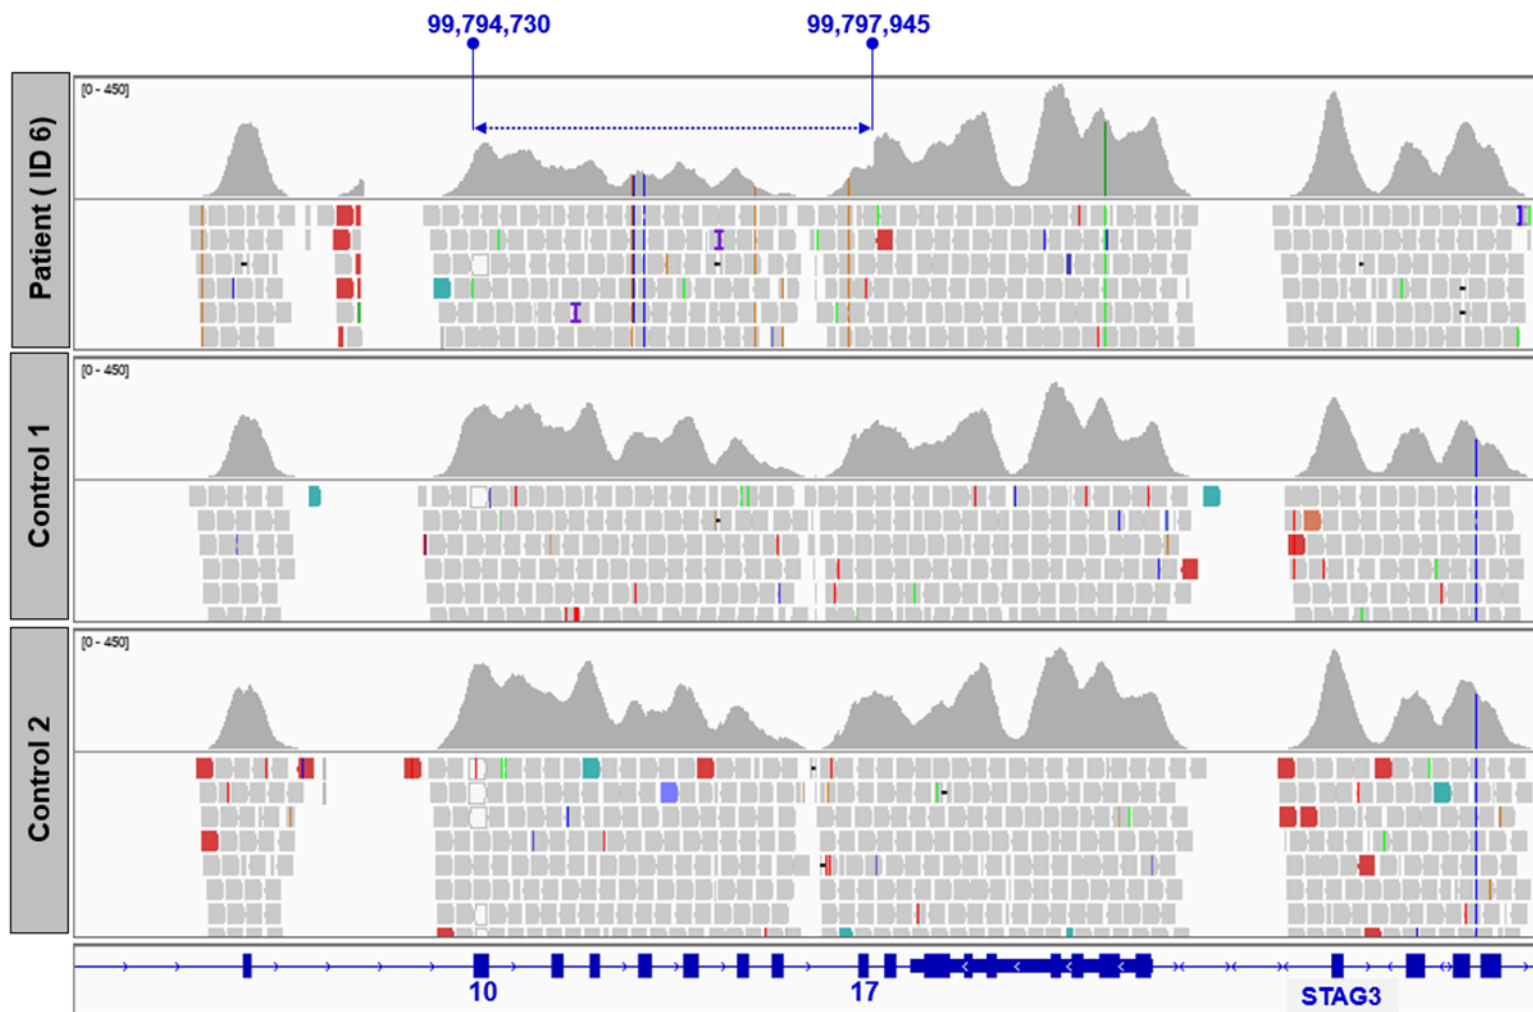 99,794,730 99,797,945
Patient ( ID 6)
[0 - 450]
Control 1
[0 - 450]
Control 2
[0 - 450]
10 17 STAG3